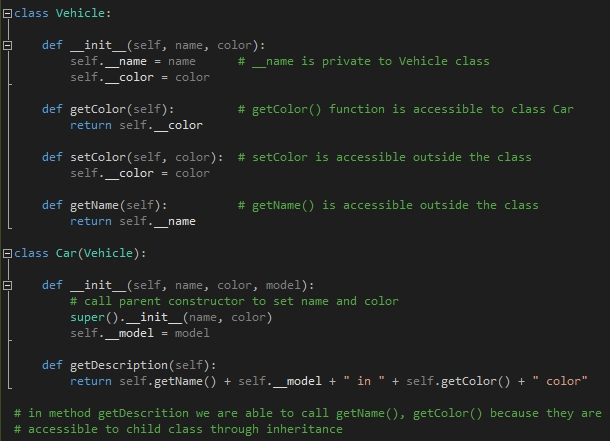 class Vehicle:
def __init__(self, name, color):
self.__name = name # __name is private to Vehicle class
self.__color = color
def getColor(self): # getColor() function is accessible to class Car
return self.__color
def setColor(self, color): # setColor is accessible outside the class
self.__color = color
def getName(self): # getName() is accessible outside the class
return self.__name
class Car(Vehicle):
def __init__(self, name, color, model):
# call parent constructor to set name and color
super().__init__(name, color)
self.__model = model
def getDescription(self):
return self.getName() + self.__model + " in " + self.getColor() + " color"
# in method getDescrition we are able to call getName(), getColor() because they are
# accessible to child class through inheritance